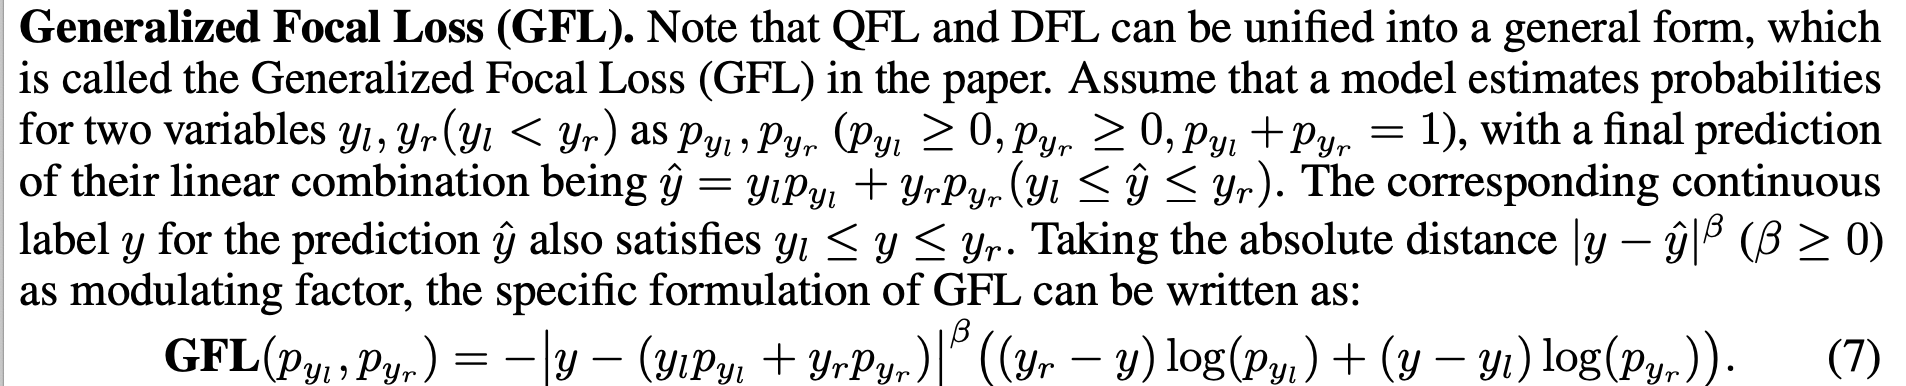 Generalized Focal Loss (GFL). Note that QFL and DFL can be unified into a general form, which
is called the Generalized Focal Loss (GFL) in the paper. Assume that a model estimates probabilities
for two variables $y_l, y_r (y_l < y_r)$ as $p_{y_l}, p_{y_r}$ ($p_{y_l} \geq 0, p_{y_r} \geq 0, p_{y_l} + p_{y_r} = 1$), with a final prediction
of their linear combination being $\hat{y} = y_l p_{y_l} + y_r p_{y_r} (y_l \leq \hat{y} \leq y_r)$. The corresponding continuous
label $y$ for the prediction $\hat{y}$ also satisfies $y_l \leq y \leq y_r$. Taking the absolute distance $|y - \hat{y}|^\beta$ ($\beta \geq 0$)
as modulating factor, the specific formulation of GFL can be written as:
$\mathbf{GFL}(p_{y_l}, p_{y_r}) = -|y - (y_l p_{y_l} + y_r p_{y_r})|^\beta ((y_r - y) \log(p_{y_l}) + (y - y_l) \log(p_{y_r})).$ (7)